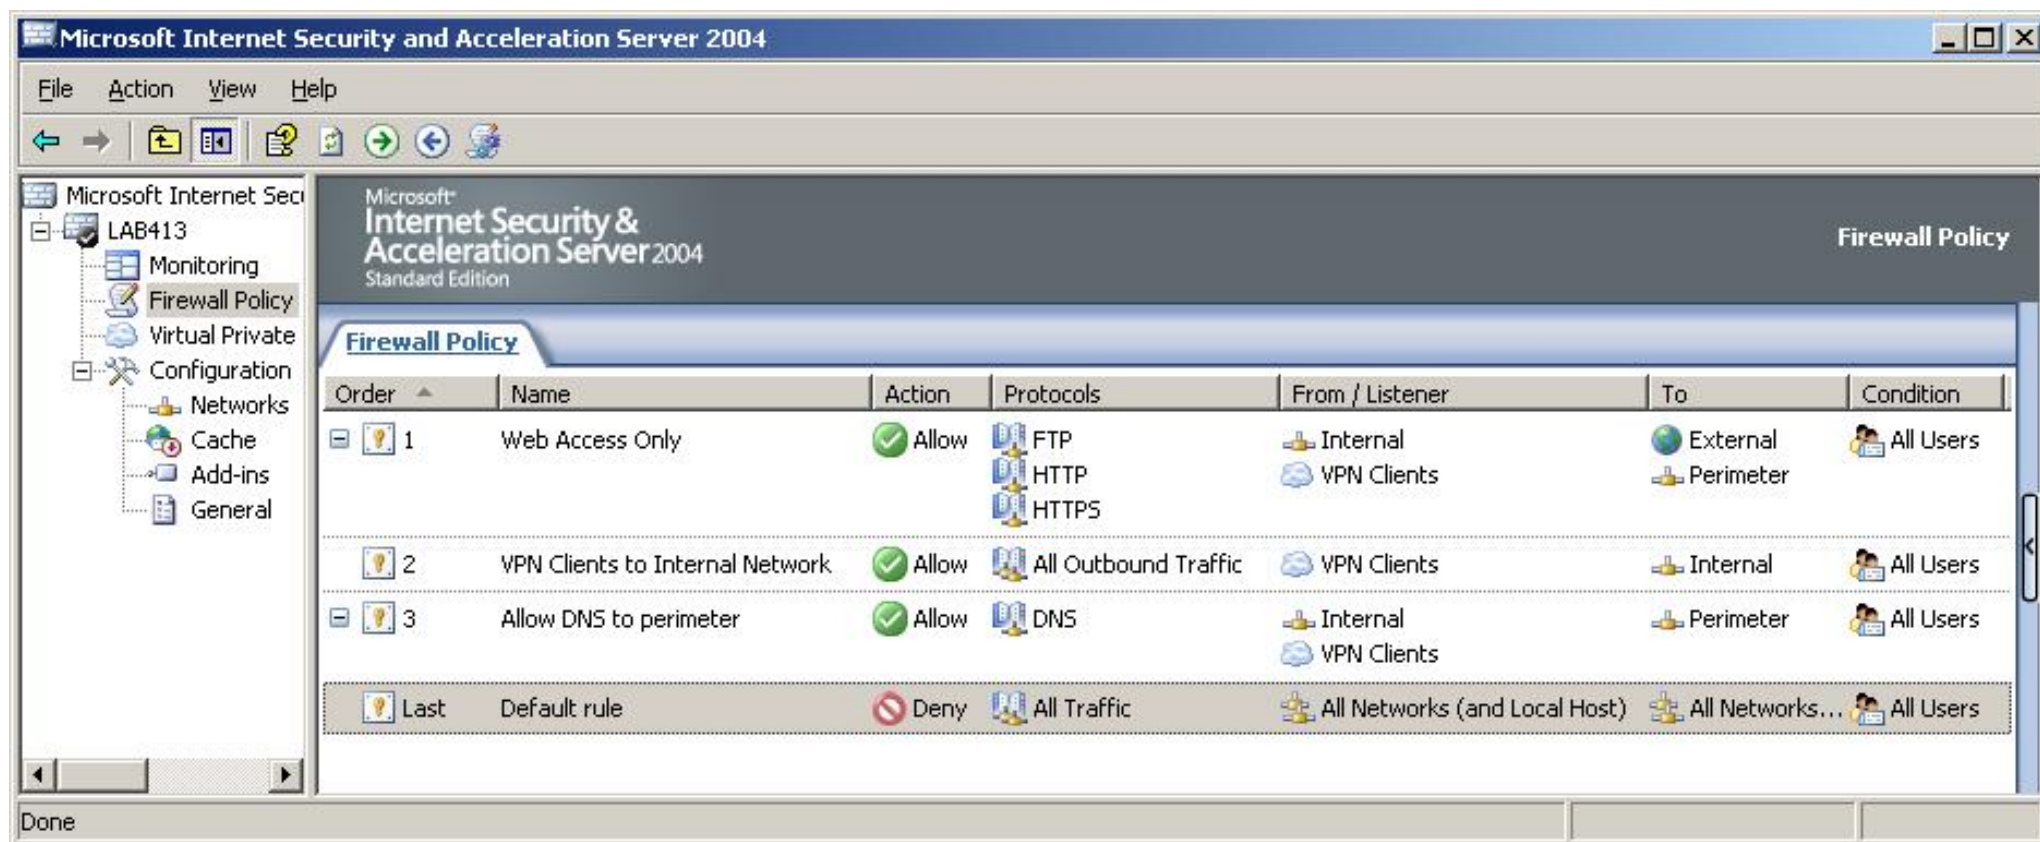 Microsoft Internet Security and Acceleration Server 2004
File Action View Help
Microsoft Internet Sec
LAB413
Monitoring
Firewall Policy
Virtual Private
Configuration
Networks
Cache
Add-ins
General
Microsoft
Internet Security &
Acceleration Server 2004
Standard Edition
Firewall Policy
Firewall Policy
Order Name Action Protocols From / Listener To Condition
1 Web Access Only Allow FTP Internal External All Users
HTTP VPN Clients Perimeter
HTTPS
2 VPN Clients to Internal Network Allow All Outbound Traffic VPN Clients Internal All Users
3 Allow DNS to perimeter Allow DNS Internal Perimeter All Users
VPN Clients
Last Default rule Deny All Traffic All Networks (and Local Host) All Networks... All Users
Done